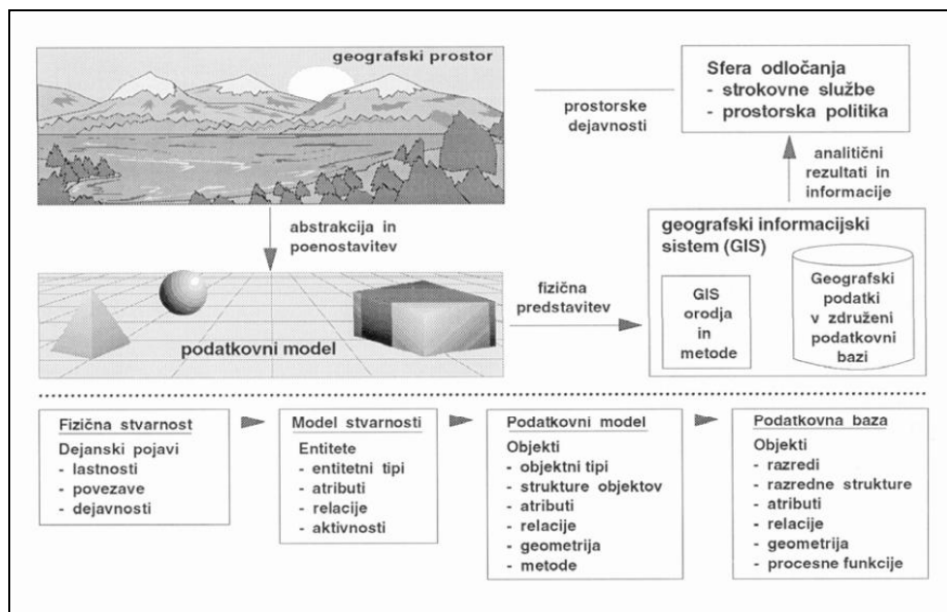 geografski prostor
Sfera odločanja
- strokovne službe
- prostorska politika
prostorske
dejavnosti
analitični
rezultati in
informacije
abstrakcija in
poenostavitev
geografski informacijski
sistem (GIS)
GIS
orodja
in
metode
Geografski
podatki
v združeni
podatkovni
bazi
fizična
predstavitev
podatkovni model
Fizična stvarnost
Dejanski pojavi
- lastnosti
- povezave
- dejavnosti
Model stvarnosti
Entitete
- entitetni tipi
- atributi
- relacije
- aktivnosti
Podatkovni model
Objekti
- objektni tipi
- strukture objektov
- atributi
- relacije
- geometrija
- metode
Podatkovna baza
Objekti
- razredi
- razredne strukture
- atributi
- relacije
- geometrija
- procesne funkcije